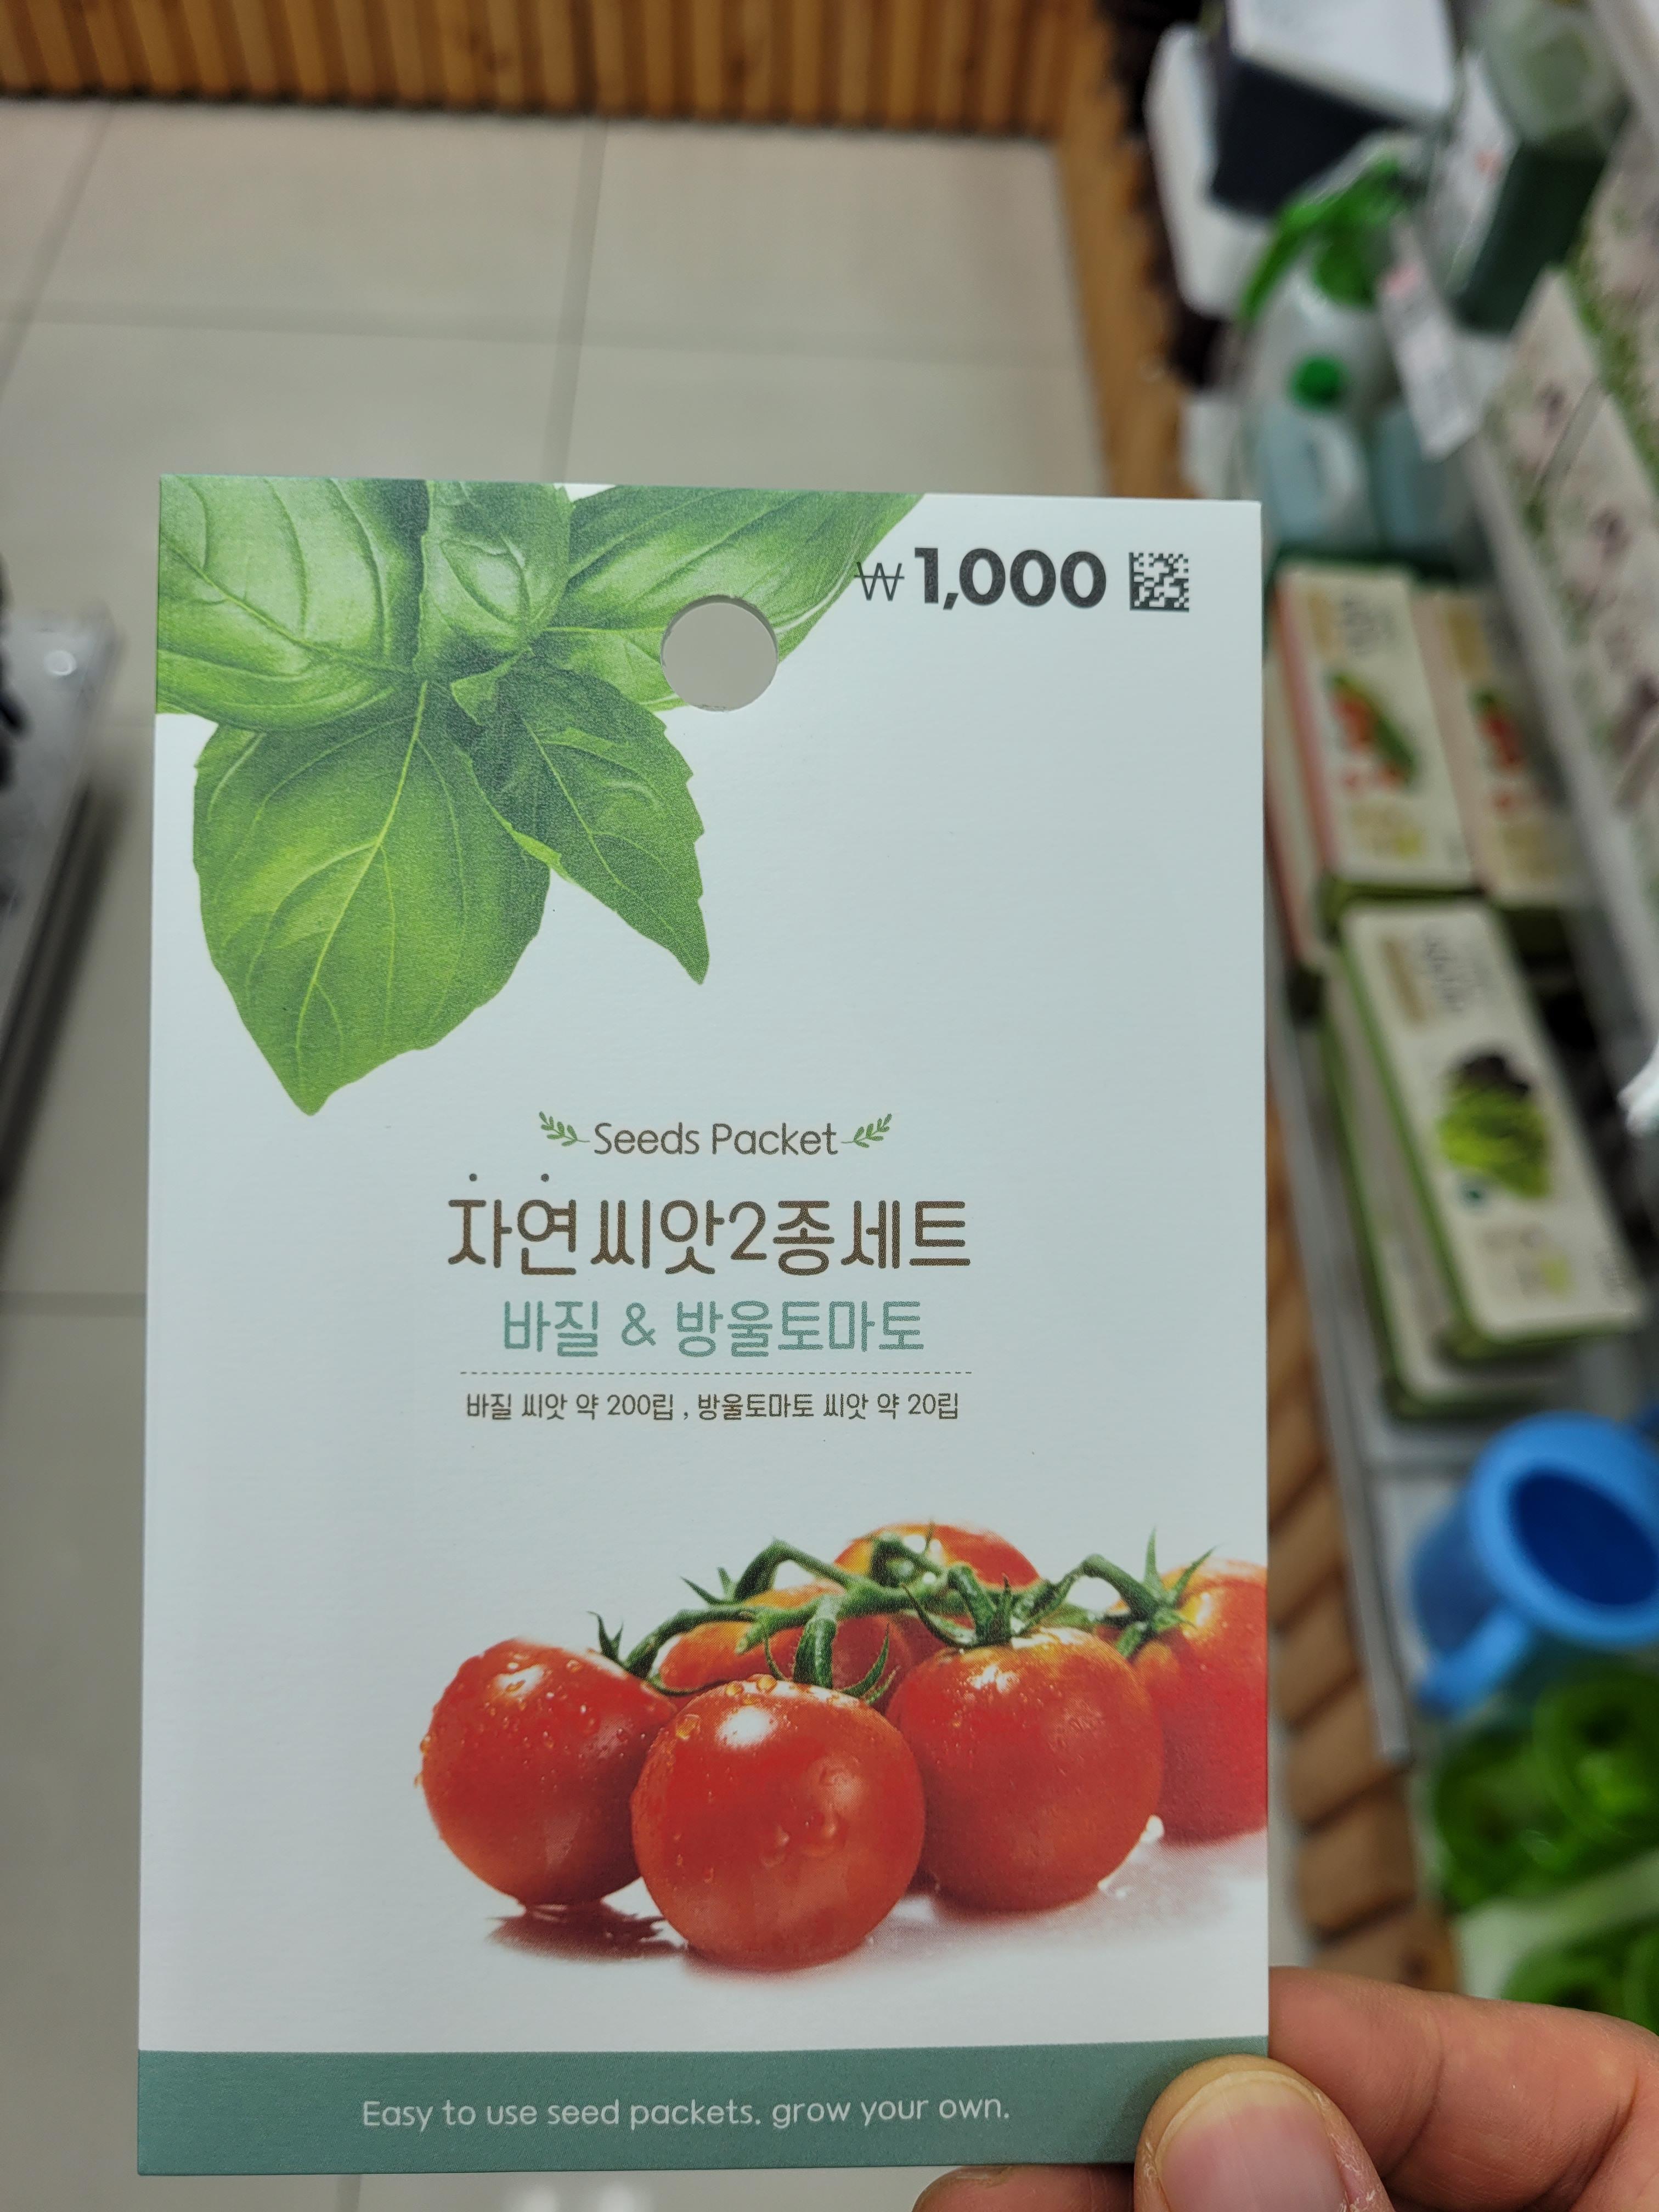 ₩1,000
Seeds Packet
자연씨앗2종세트
바질 & 방울토마토
바질 씨앗 약 200립 , 방울토마토 씨앗 약 20립
Easy to use seed packets. grow your own.